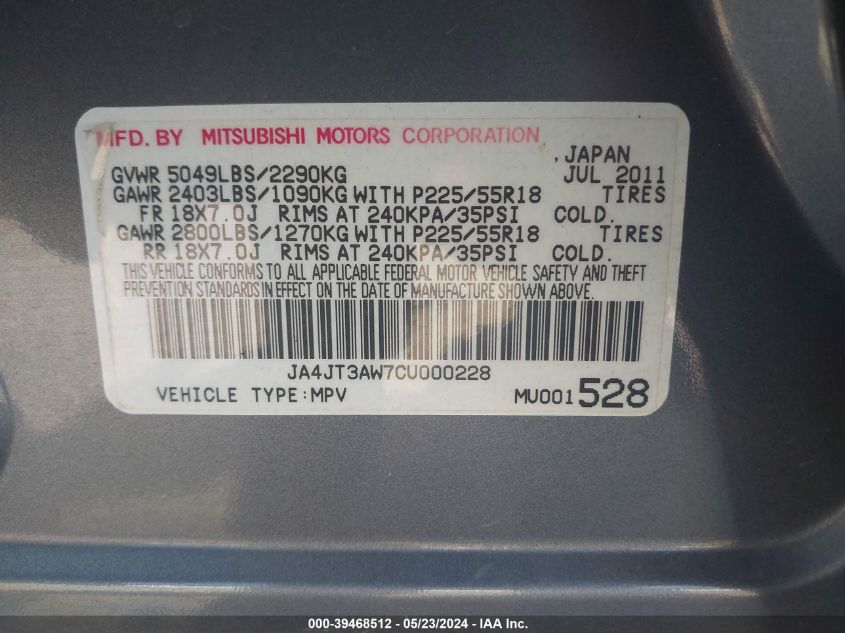 MFD. BY MITSUBISHI MOTORS CORPORATION
, JAPAN
GVWR 5049LBS/2290KG JUL 2011
GAWR 2403LBS/1090KG WITH P225/55R18 TIRES
FR 18X7.0J RIMS AT 240KPA/35PSI COLD.
GAWR 2800LBS/1270KG WITH P225/55R18 TIRES
RR 18X7.0J RIMS AT 240KPA/35PSI COLD.
THIS VEHICLE CONFORMS TO ALL APPLICABLE FEDERAL MOTOR VEHICLE SAFETY AND THEFT
PREVENTION STANDARDS IN EFFECT ON THE DATE OF MANUFACTURE SHOWN ABOVE.
JA4JT3AW7CU000228
VEHICLE TYPE:MPV MU001528
000-39468512 - 05/23/2024 - IAA Inc.